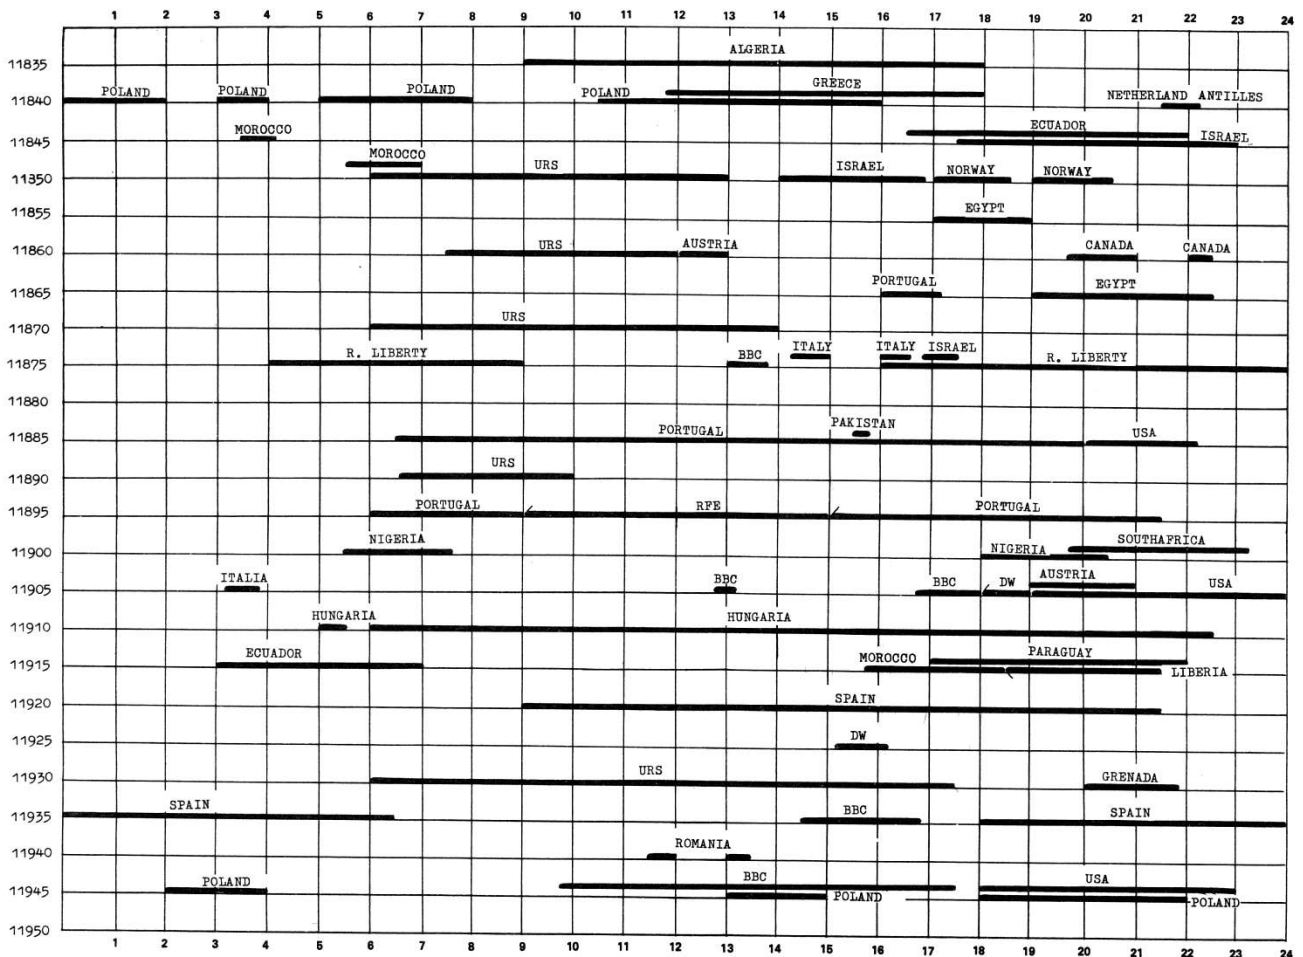 1 2 3 4 5 6 7 8 9 10 11 12 13 14 15 16 17 18 19 20 21 22 23 24
ALGERIA
11835
POLAND POLAND POLAND POLAND GREECE NETHERLAND ANTILLES
11840
MOROCCO ECUADOR ISRAEL
11845
MOROCCO URS ISRAEL NORWAY NORWAY
11350
EGYPT
11855
URS AUSTRIA CANADA CANADA
11860
PORTUGAL EGYPT
11865
URS
11870
R. LIBERTY BBC ITALY ITALY ISRAEL R. LIBERTY
11875
11880
PORTUGAL PAKISTAN USA
11885
URS
11890
PORTUGAL RFE PORTUGAL
11895
NIGERIA NIGERIA SOUTHAFRICA
11900
ITALIA BBC BBC DW AUSTRIA USA
11905
HUNGARIA HUNGARIA
11910
ECUADOR MOROCCO PARAGUAY LIBERIA
11915
SPAIN
11920
DW
11925
URS GRENADA
11930
SPAIN BBC SPAIN
11935
ROMANIA
11940
POLAND BBC POLAND USA POLAND
11945
11950
1 2 3 4 5 6 7 8 9 10 11 12 13 14 15 16 17 18 19 20 21 22 23 24